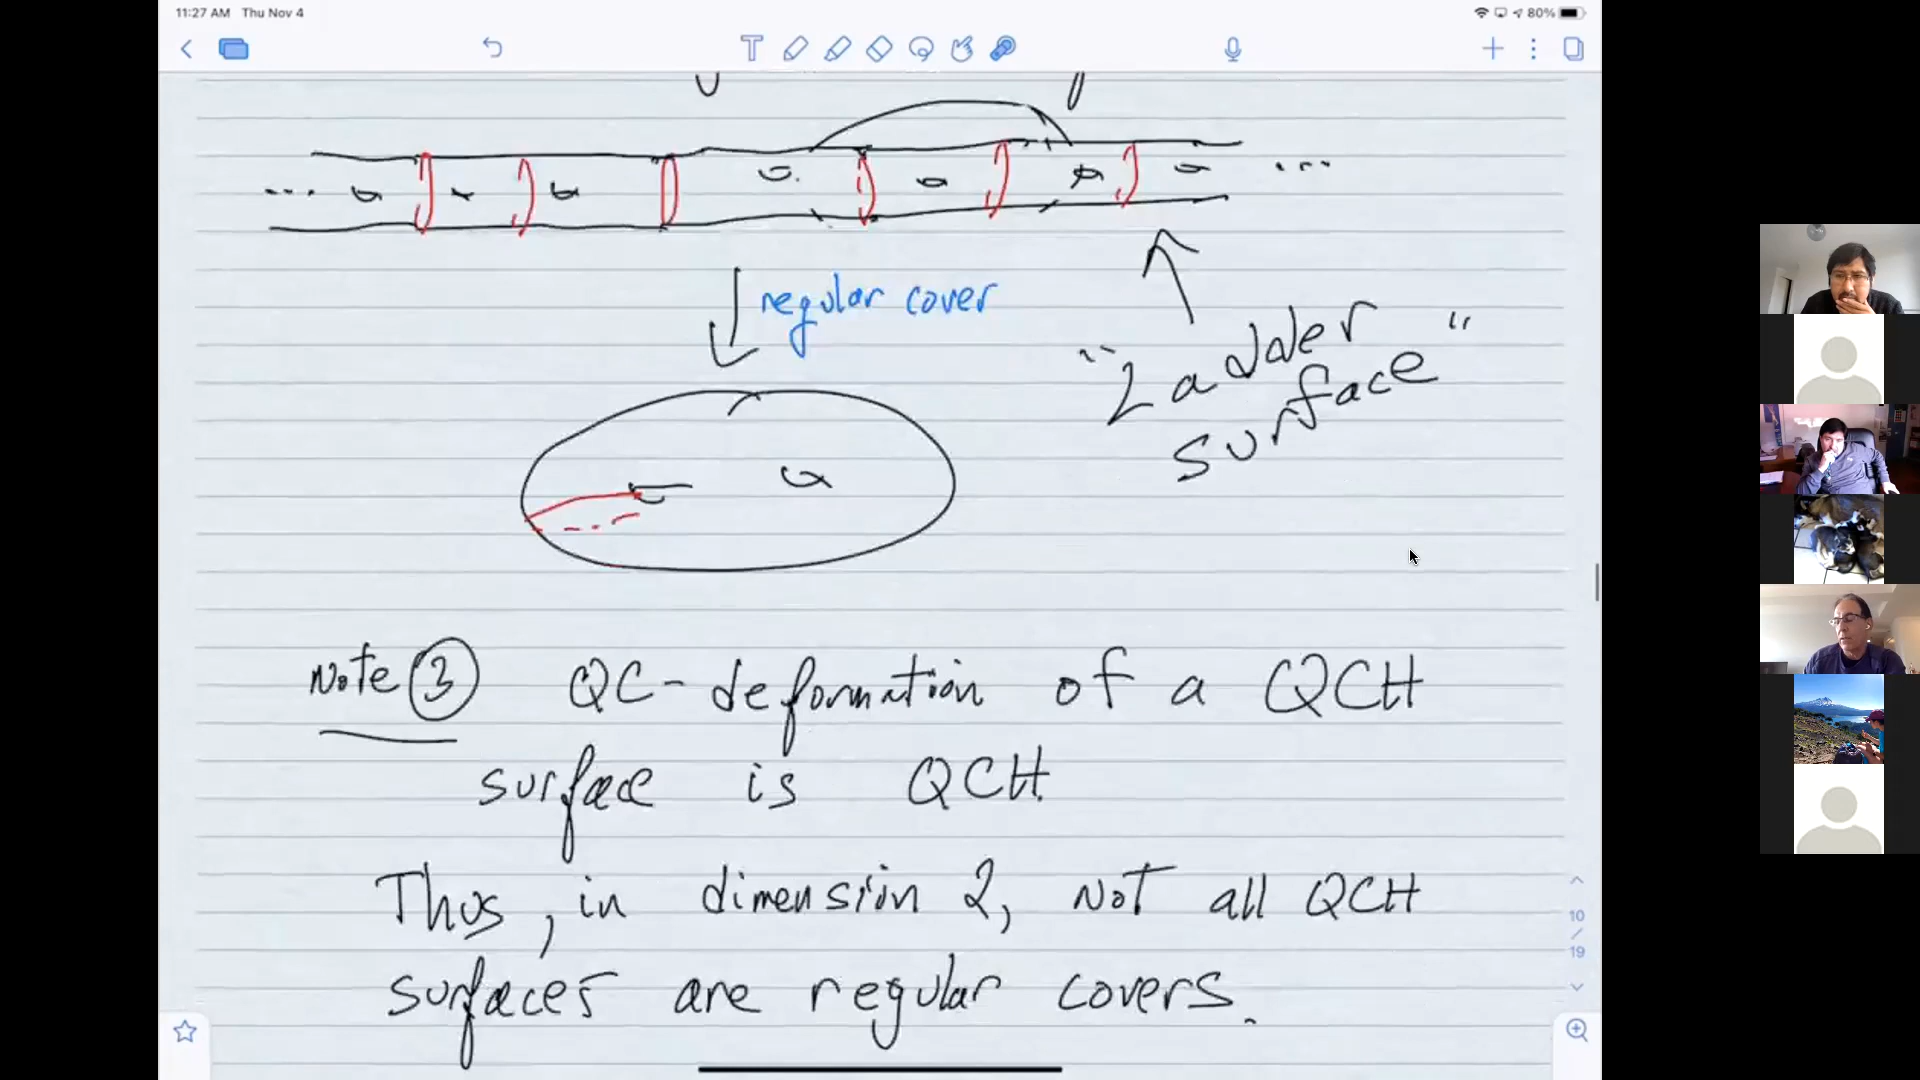 11:27 AM Thu Nov 4
80%
T
regular cover
"Ladder
surface"
Note 3 QC-deformation of a QCH
surface is QCH.
Thus, in dimension 2, not all QCH
surfaces are regular covers.
10
/
19